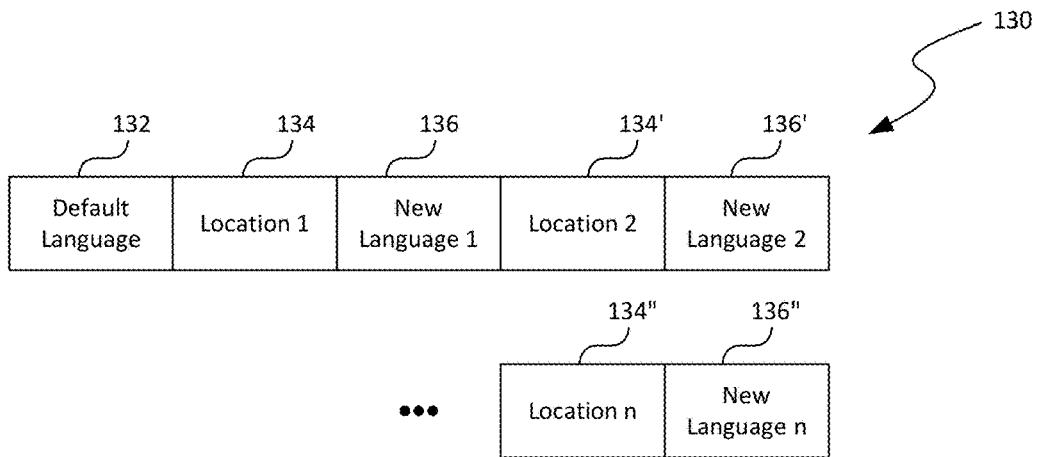 130
132 134 136 134' 136'
Default Language Location 1 New Language 1 Location 2 New Language 2
134" 136"
••• Location n New Language n